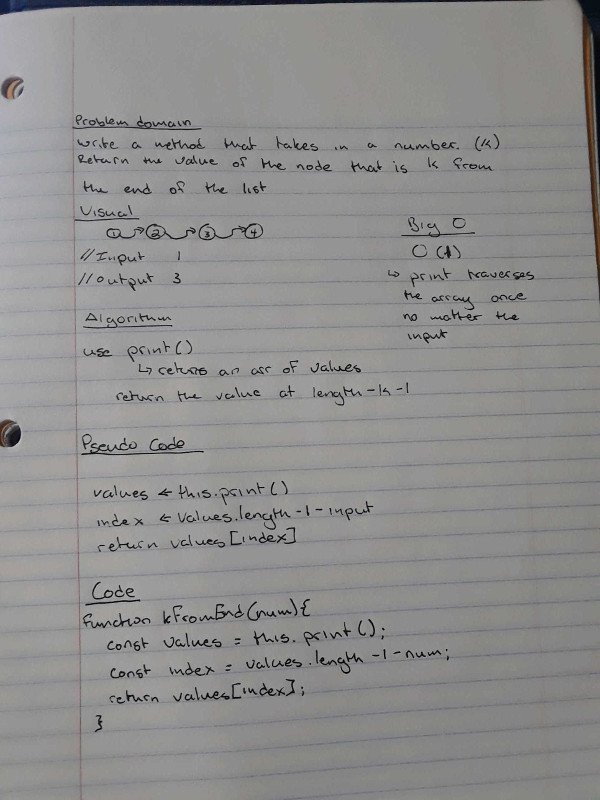 Problem domain
write a method that takes in a number. (k)
Return the value of the node that is k from
the end of the list
Visual
1 → 2 → 3 → 4
//Input 1
//output 3
Big O
O(1)
↳ print traverses
the array once
no matter the
input
Algorithm
use print()
↳ returns an arr of values
return the value at length-k-1
Pseudo Code
values ← this.print()
index ← values.length-1-input
return values[index]
Code
function kFromEnd(num){
const values = this.print();
const index = values.length-1-num;
return values[index];
}